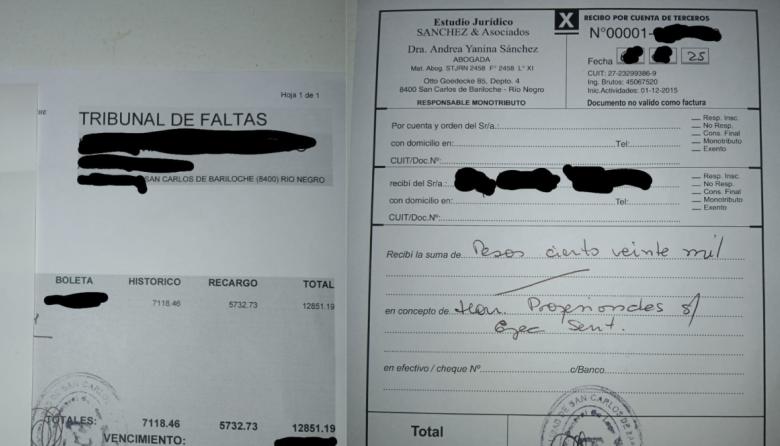 Hoja 1 de 1
TRIBUNAL DE FALTAS
SAN CARLOS DE BARILOCHE (8400) RIO NEGRO
BOLETA HISTORICO RECARGO TOTAL
7118.46 5732.73 12851.19
TOTALES: 7118.46 5732.73 12851.19
VENCIMIENTO:
Estudio Jurídico
SANCHEZ & Asociados
Dra. Andrea Yanina Sánchez
ABOGADA
Mat. Abog. STJRN 2458 Fº 2458 L° XI
Otto Goedecke 85, Depto. 4
8400 San Carlos de Bariloche - Río Negro
RESPONSABLE MONOTRIBUTO
X
RECIBO POR CUENTA DE TERCEROS
N°00001-
Fecha 25
CUIT: 27-23299386-9
Ing. Brutos: 45067520
Inic.Actividades: 01-12-2015
Documento no valido como factura
Por cuenta y orden del Sr/a.:
con domicilio en: Tel:
CUIT/Doc.Nº:
Resp. Insc.
No Resp.
Cons. Final
Monotributo
Exento
recibí del Sr/a.:
con domicilio en: Tel:
CUIT/Doc.Nº:
Resp. Insc.
No Resp.
Cons. Final
Monotributo
Exento
Recibí la suma de Pesos ciento veinte mil
en concepto de Hon. Profesionales s/
Ejec Sent.
en efectivo / cheque Nº c/Banco
Total